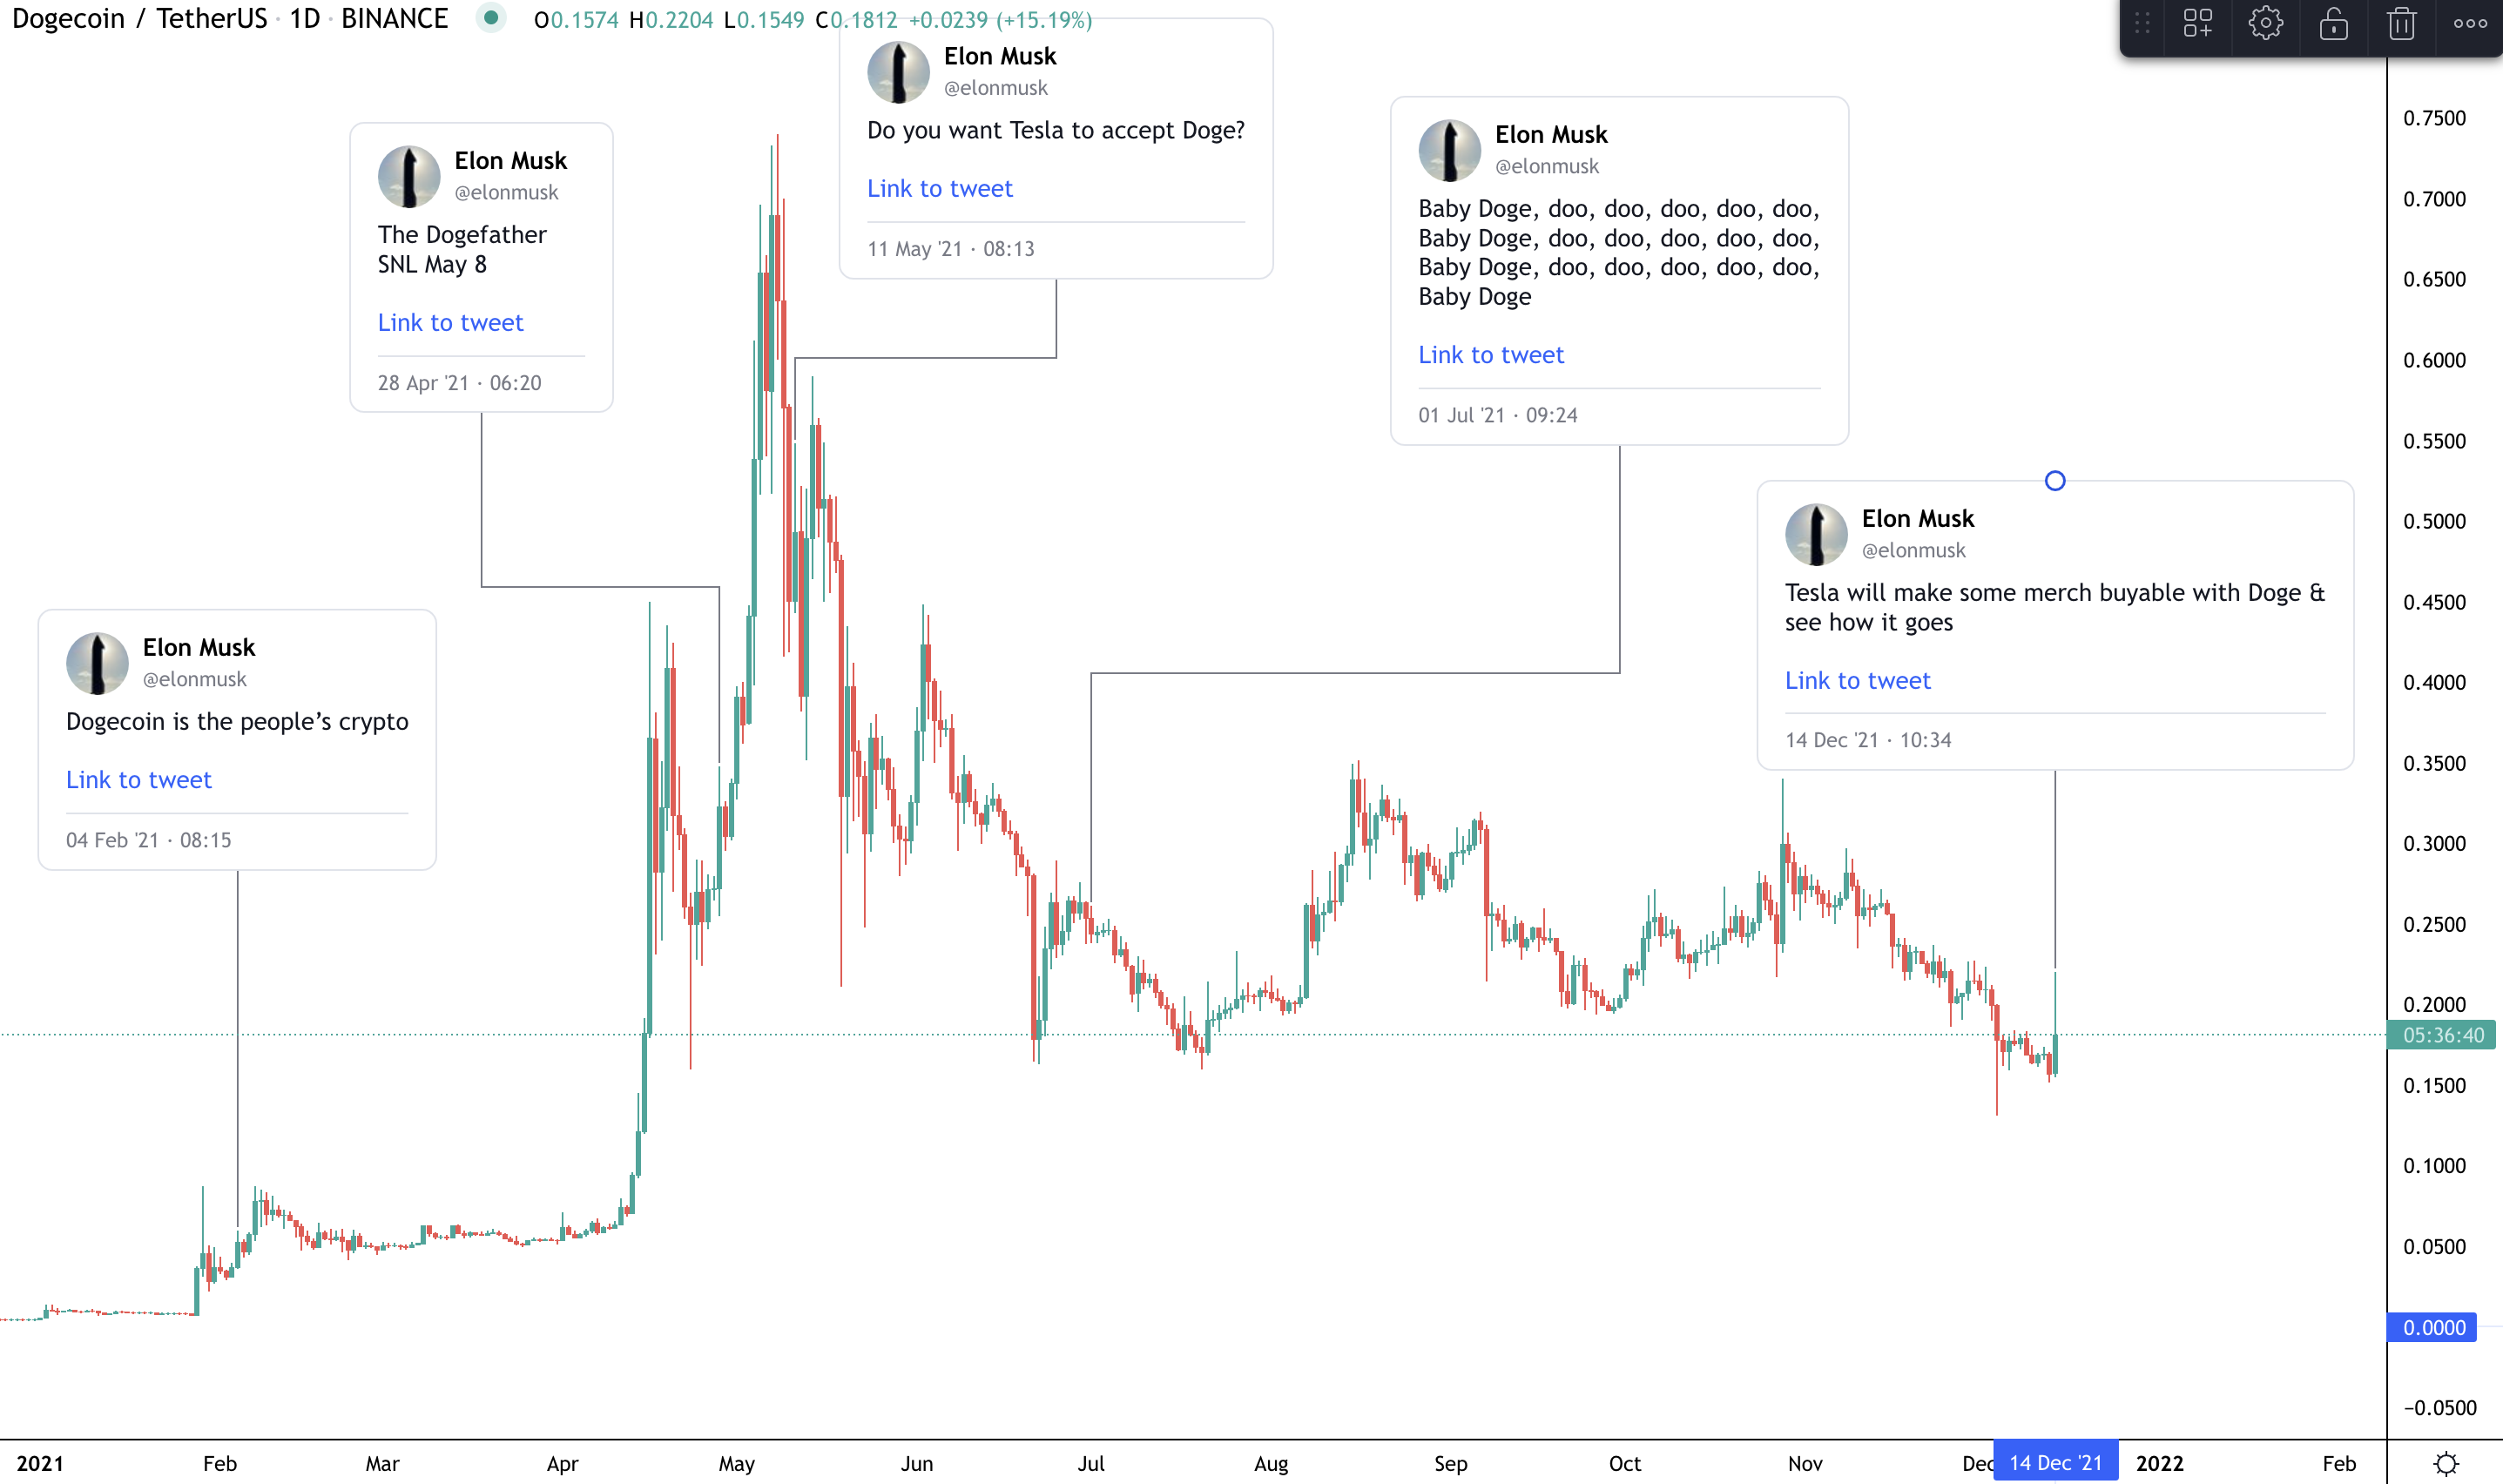 Dogecoin / TetherUS · 1D · BINANCE O0.1574 H0.2204 L0.1549 C0.1812 +0.0239 (+15.19%)
Elon Musk
@elonmusk
Do you want Tesla to accept Doge?
Link to tweet
11 May '21 · 08:13
Elon Musk
@elonmusk
The Dogefather
SNL May 8
Link to tweet
28 Apr '21 · 06:20
Elon Musk
@elonmusk
Baby Doge, doo, doo, doo, doo, doo,
Baby Doge, doo, doo, doo, doo, doo,
Baby Doge, doo, doo, doo, doo, doo,
Baby Doge
Link to tweet
01 Jul '21 · 09:24
Elon Musk
@elonmusk
Tesla will make some merch buyable with Doge &
see how it goes
Link to tweet
14 Dec '21 · 10:34
Elon Musk
@elonmusk
Dogecoin is the people’s crypto
Link to tweet
04 Feb '21 · 08:15
0.7500
0.7000
0.6500
0.6000
0.5500
0.5000
0.4500
0.4000
0.3500
0.3000
0.2500
0.2000
05:36:40
0.1500
0.1000
0.0500
0.0000
−0.0500
2021 Feb Mar Apr May Jun Jul Aug Sep Oct Nov Dec 14 Dec '21 2022 Feb